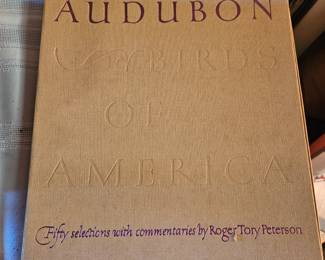 AUDUBON
BIRDS
OF
AMERICA
Fifty selections with commentaries by Roger Tory Peterson